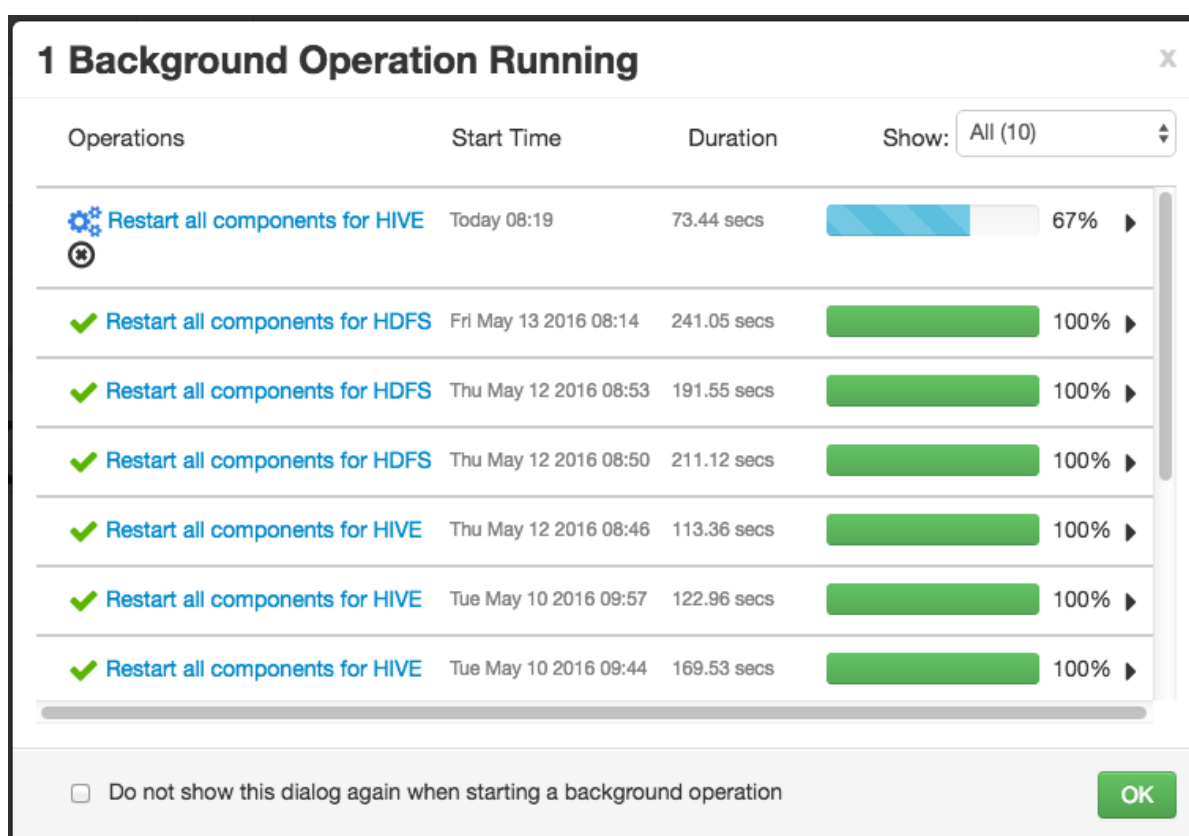 1 Background Operation Running x
Operations Start Time Duration Show: All (10)
Restart all components for HIVE Today 08:19 73.44 secs 67%
Restart all components for HDFS Fri May 13 2016 08:14 241.05 secs 100%
Restart all components for HDFS Thu May 12 2016 08:53 191.55 secs 100%
Restart all components for HDFS Thu May 12 2016 08:50 211.12 secs 100%
Restart all components for HIVE Thu May 12 2016 08:46 113.36 secs 100%
Restart all components for HIVE Tue May 10 2016 09:57 122.96 secs 100%
Restart all components for HIVE Tue May 10 2016 09:44 169.53 secs 100%
Do not show this dialog again when starting a background operation OK